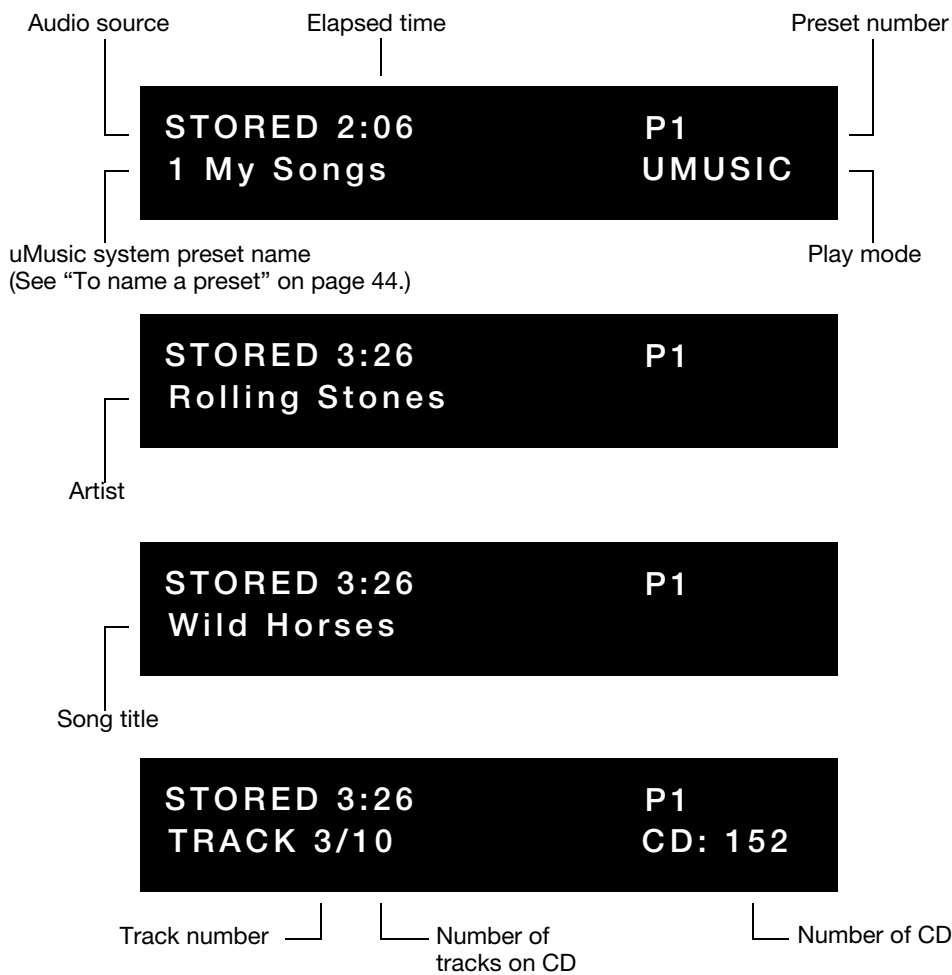 Audio source Elapsed time Preset number
STORED 2:06 P1
1 My Songs UMUSIC
uMusic system preset name Play mode
(See “To name a preset” on page 44.)
STORED 3:26 P1
Rolling Stones
Artist
STORED 3:26 P1
Wild Horses
Song title
STORED 3:26 P1
TRACK 3/10 CD: 152
Track number Number of Number of CD
tracks on CD